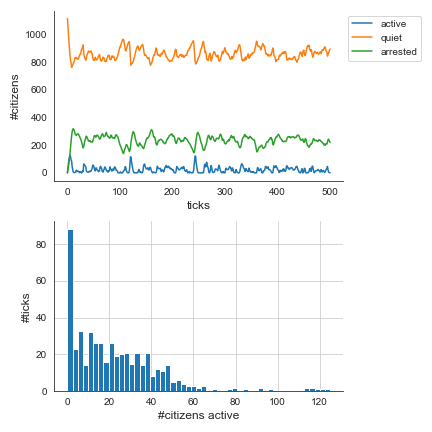 active
quiet
arrested
#citizens
1000
800
600
400
200
0
0 100 200 300 400 500
ticks
#ticks
80
60
40
20
0
0 20 40 60 80 100 120
#citizens active